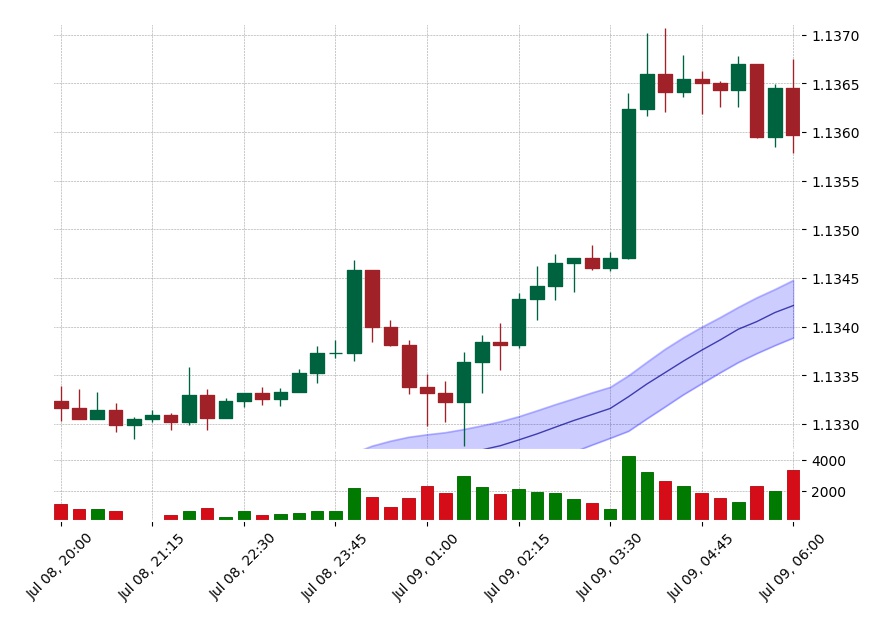 1.1370
1.1365
1.1360
1.1355
1.1350
1.1345
1.1340
1.1335
1.1330
4000
2000
Jul 08, 20:00
Jul 08, 21:15
Jul 08, 22:30
Jul 08, 23:45
Jul 09, 01:00
Jul 09, 02:15
Jul 09, 03:30
Jul 09, 04:45
Jul 09, 06:00